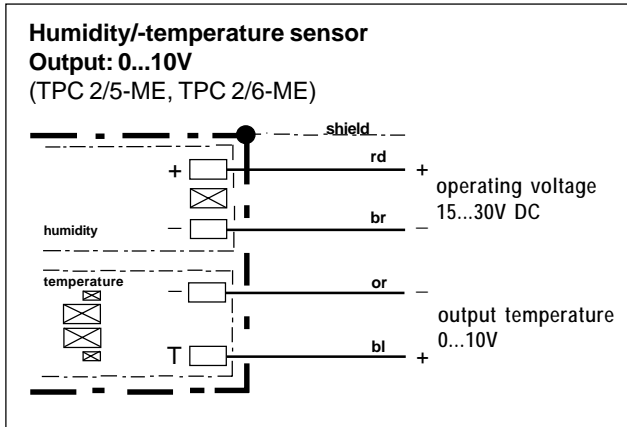 Humidity/-temperature sensor
Output: 0...10V
(TPC 2/5-ME, TPC 2/6-ME)
shield
rd
+
+
operating voltage
15...30V DC
br
humidity
–
–
temperature
or
–
–
output temperature
0...10V
bl
T
+